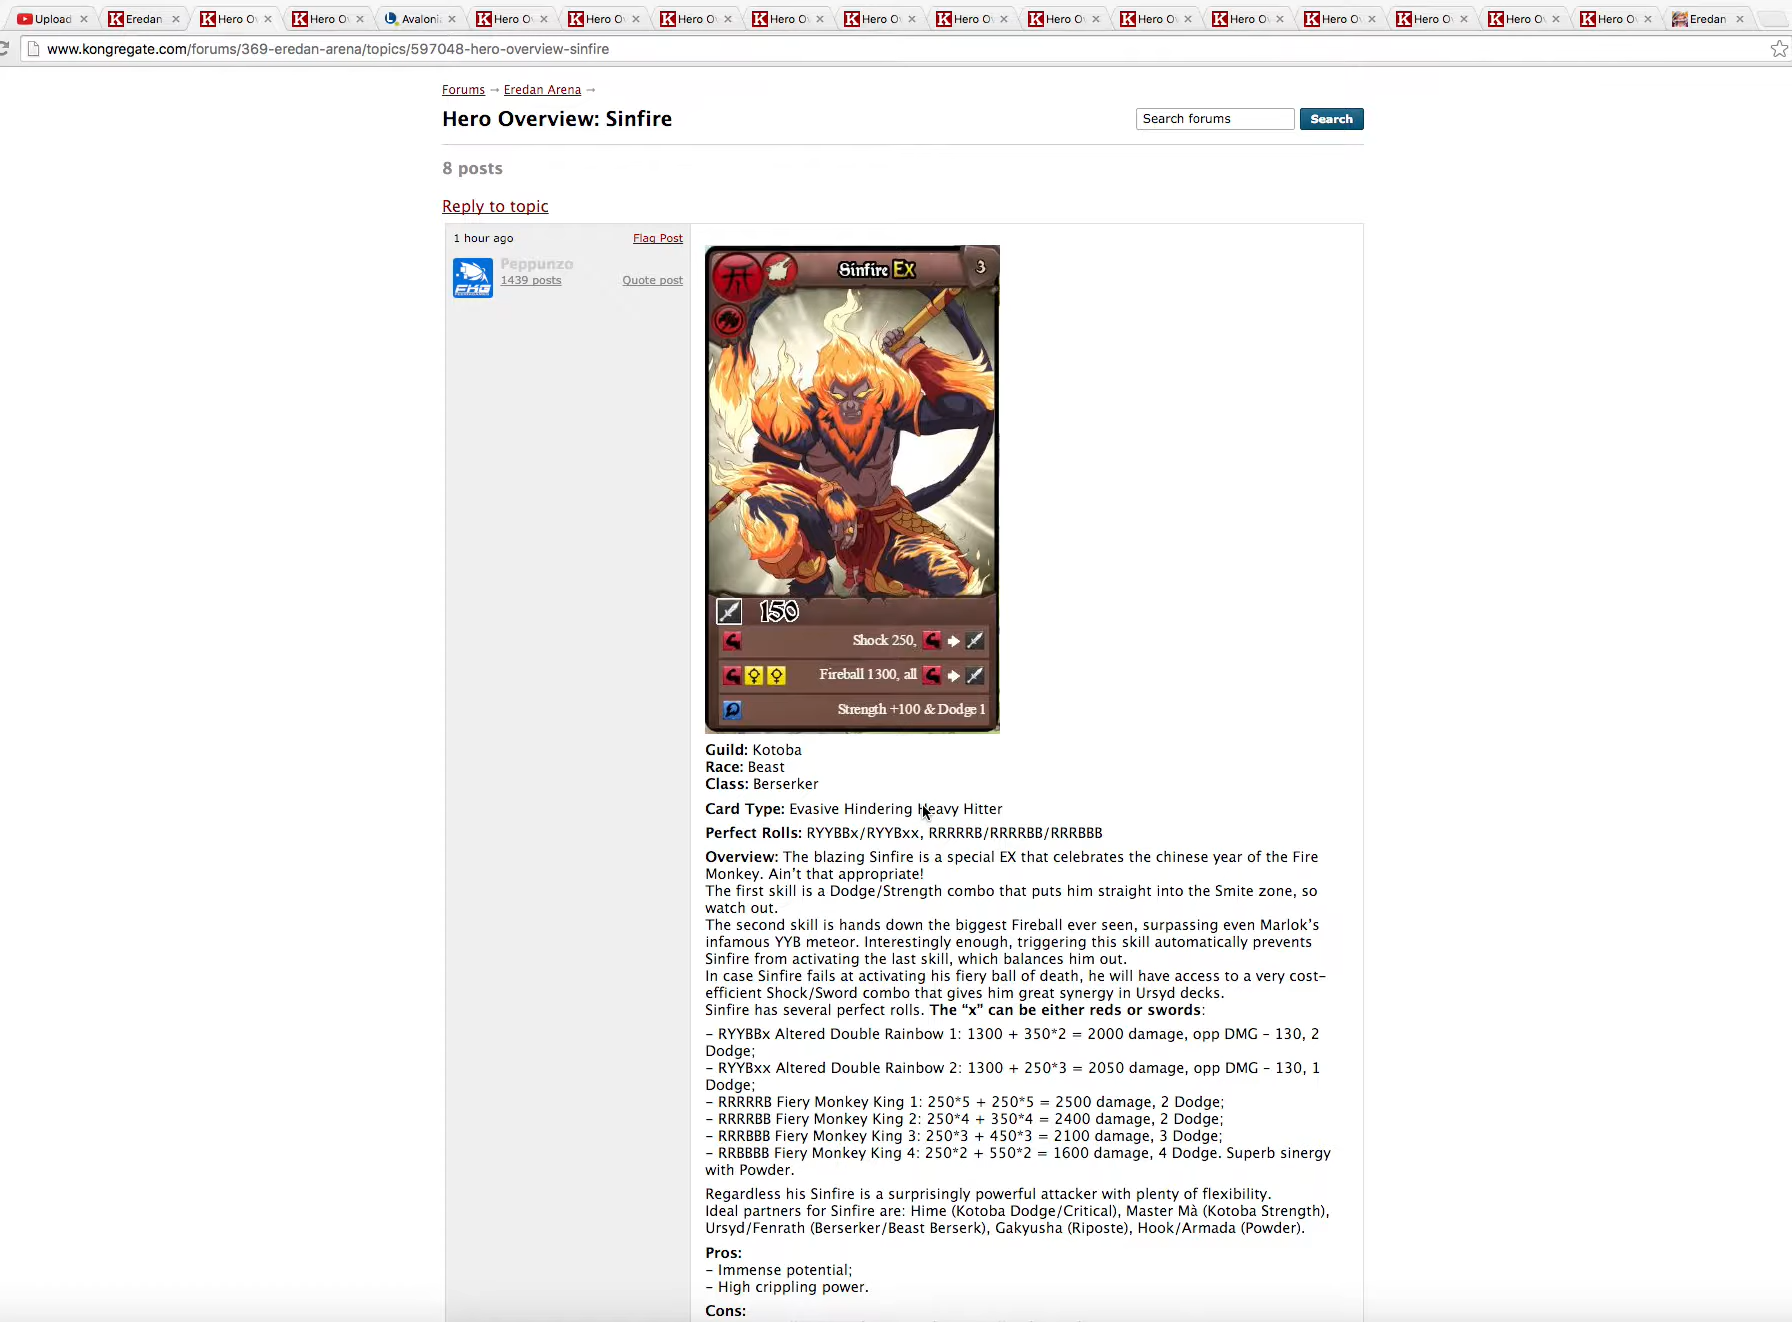 Upload
Eredan
Hero O
Hero O
Avaloni
Hero O
Hero O
Hero O
Hero O
Hero O
Hero O
Hero O
Hero O
Hero O
Hero O
Hero O
Hero O
Hero O
Eredan
www.kongregate.com/forums/369-eredan-arena/topics/597048-hero-overview-sinfire
Forums → Eredan Arena →
Hero Overview: Sinfire
Search forums
Search
8 posts
Reply to topic
1 hour ago
Flag Post
Peppunzo
1439 posts
Quote post
Sinfire EX
3
150
Shock 250,
Fireball 1300, all
Strength +100 & Dodge 1
Guild: Kotoba
Race: Beast
Class: Berserker
Card Type: Evasive Hindering Heavy Hitter
Perfect Rolls: RYYBBx/RYYBxx, RRRRRB/RRRRBB/RRRBBB
Overview: The blazing Sinfire is a special EX that celebrates the chinese year of the Fire
Monkey. Ain't that appropriate!
The first skill is a Dodge/Strength combo that puts him straight into the Smite zone, so
watch out.
The second skill is hands down the biggest Fireball ever seen, surpassing even Marlok's
infamous YYB meteor. Interestingly enough, triggering this skill automatically prevents
Sinfire from activating the last skill, which balances him out.
In case Sinfire fails at activating his fiery ball of death, he will have access to a very cost-
efficient Shock/Sword combo that gives him great synergy in Ursyd decks.
Sinfire has several perfect rolls. The "x" can be either reds or swords:
– RYYBBx Altered Double Rainbow 1: 1300 + 350*2 = 2000 damage, opp DMG – 130, 2
Dodge;
– RYYBxx Altered Double Rainbow 2: 1300 + 250*3 = 2050 damage, opp DMG – 130, 1
Dodge;
– RRRRRB Fiery Monkey King 1: 250*5 + 250*5 = 2500 damage, 2 Dodge;
– RRRRBB Fiery Monkey King 2: 250*4 + 350*4 = 2400 damage, 2 Dodge;
– RRRBBB Fiery Monkey King 3: 250*3 + 450*3 = 2100 damage, 3 Dodge;
– RRBBBB Fiery Monkey King 4: 250*2 + 550*2 = 1600 damage, 4 Dodge. Superb sinergy
with Powder.
Regardless his Sinfire is a surprisingly powerful attacker with plenty of flexibility.
Ideal partners for Sinfire are: Hime (Kotoba Dodge/Critical), Master Mà (Kotoba Strength),
Ursyd/Fenrath (Berserker/Beast Berserk), Gakyusha (Riposte), Hook/Armada (Powder).
Pros:
– Immense potential;
– High crippling power.
Cons: